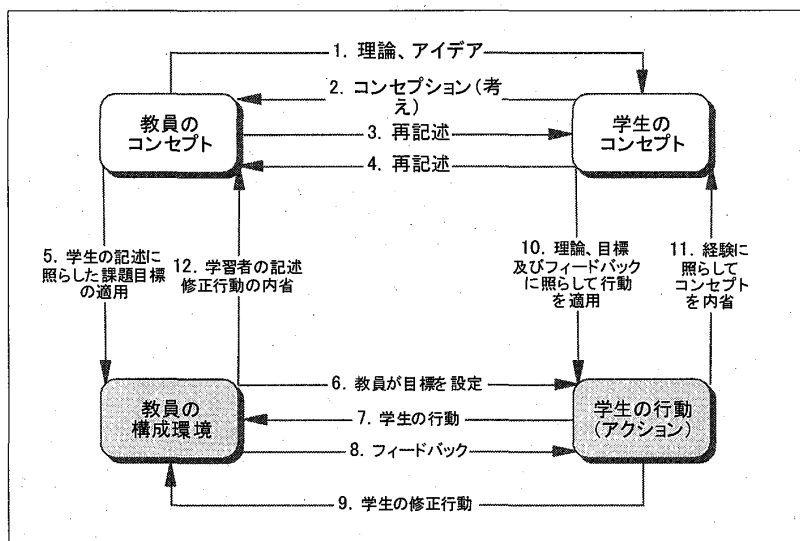 1. 理論、アイデア
2. コンセプション(考
え)
教員の
コンセプト
3. 再記述
学生の
コンセプト
4. 再記述
5. 学生の記述に
照らした課題目標
の適用
12. 学習者の記述
修正行動の内省
10. 理論、目標
及びフィードバック
に照らして行動
を適用
11. 経験に
照らして
コンセプト
を内省
6. 教員が目標を設定
教員の
構成環境
7. 学生の行動
学生の行動
(アクション)
8. フィードバック
9. 学生の修正行動